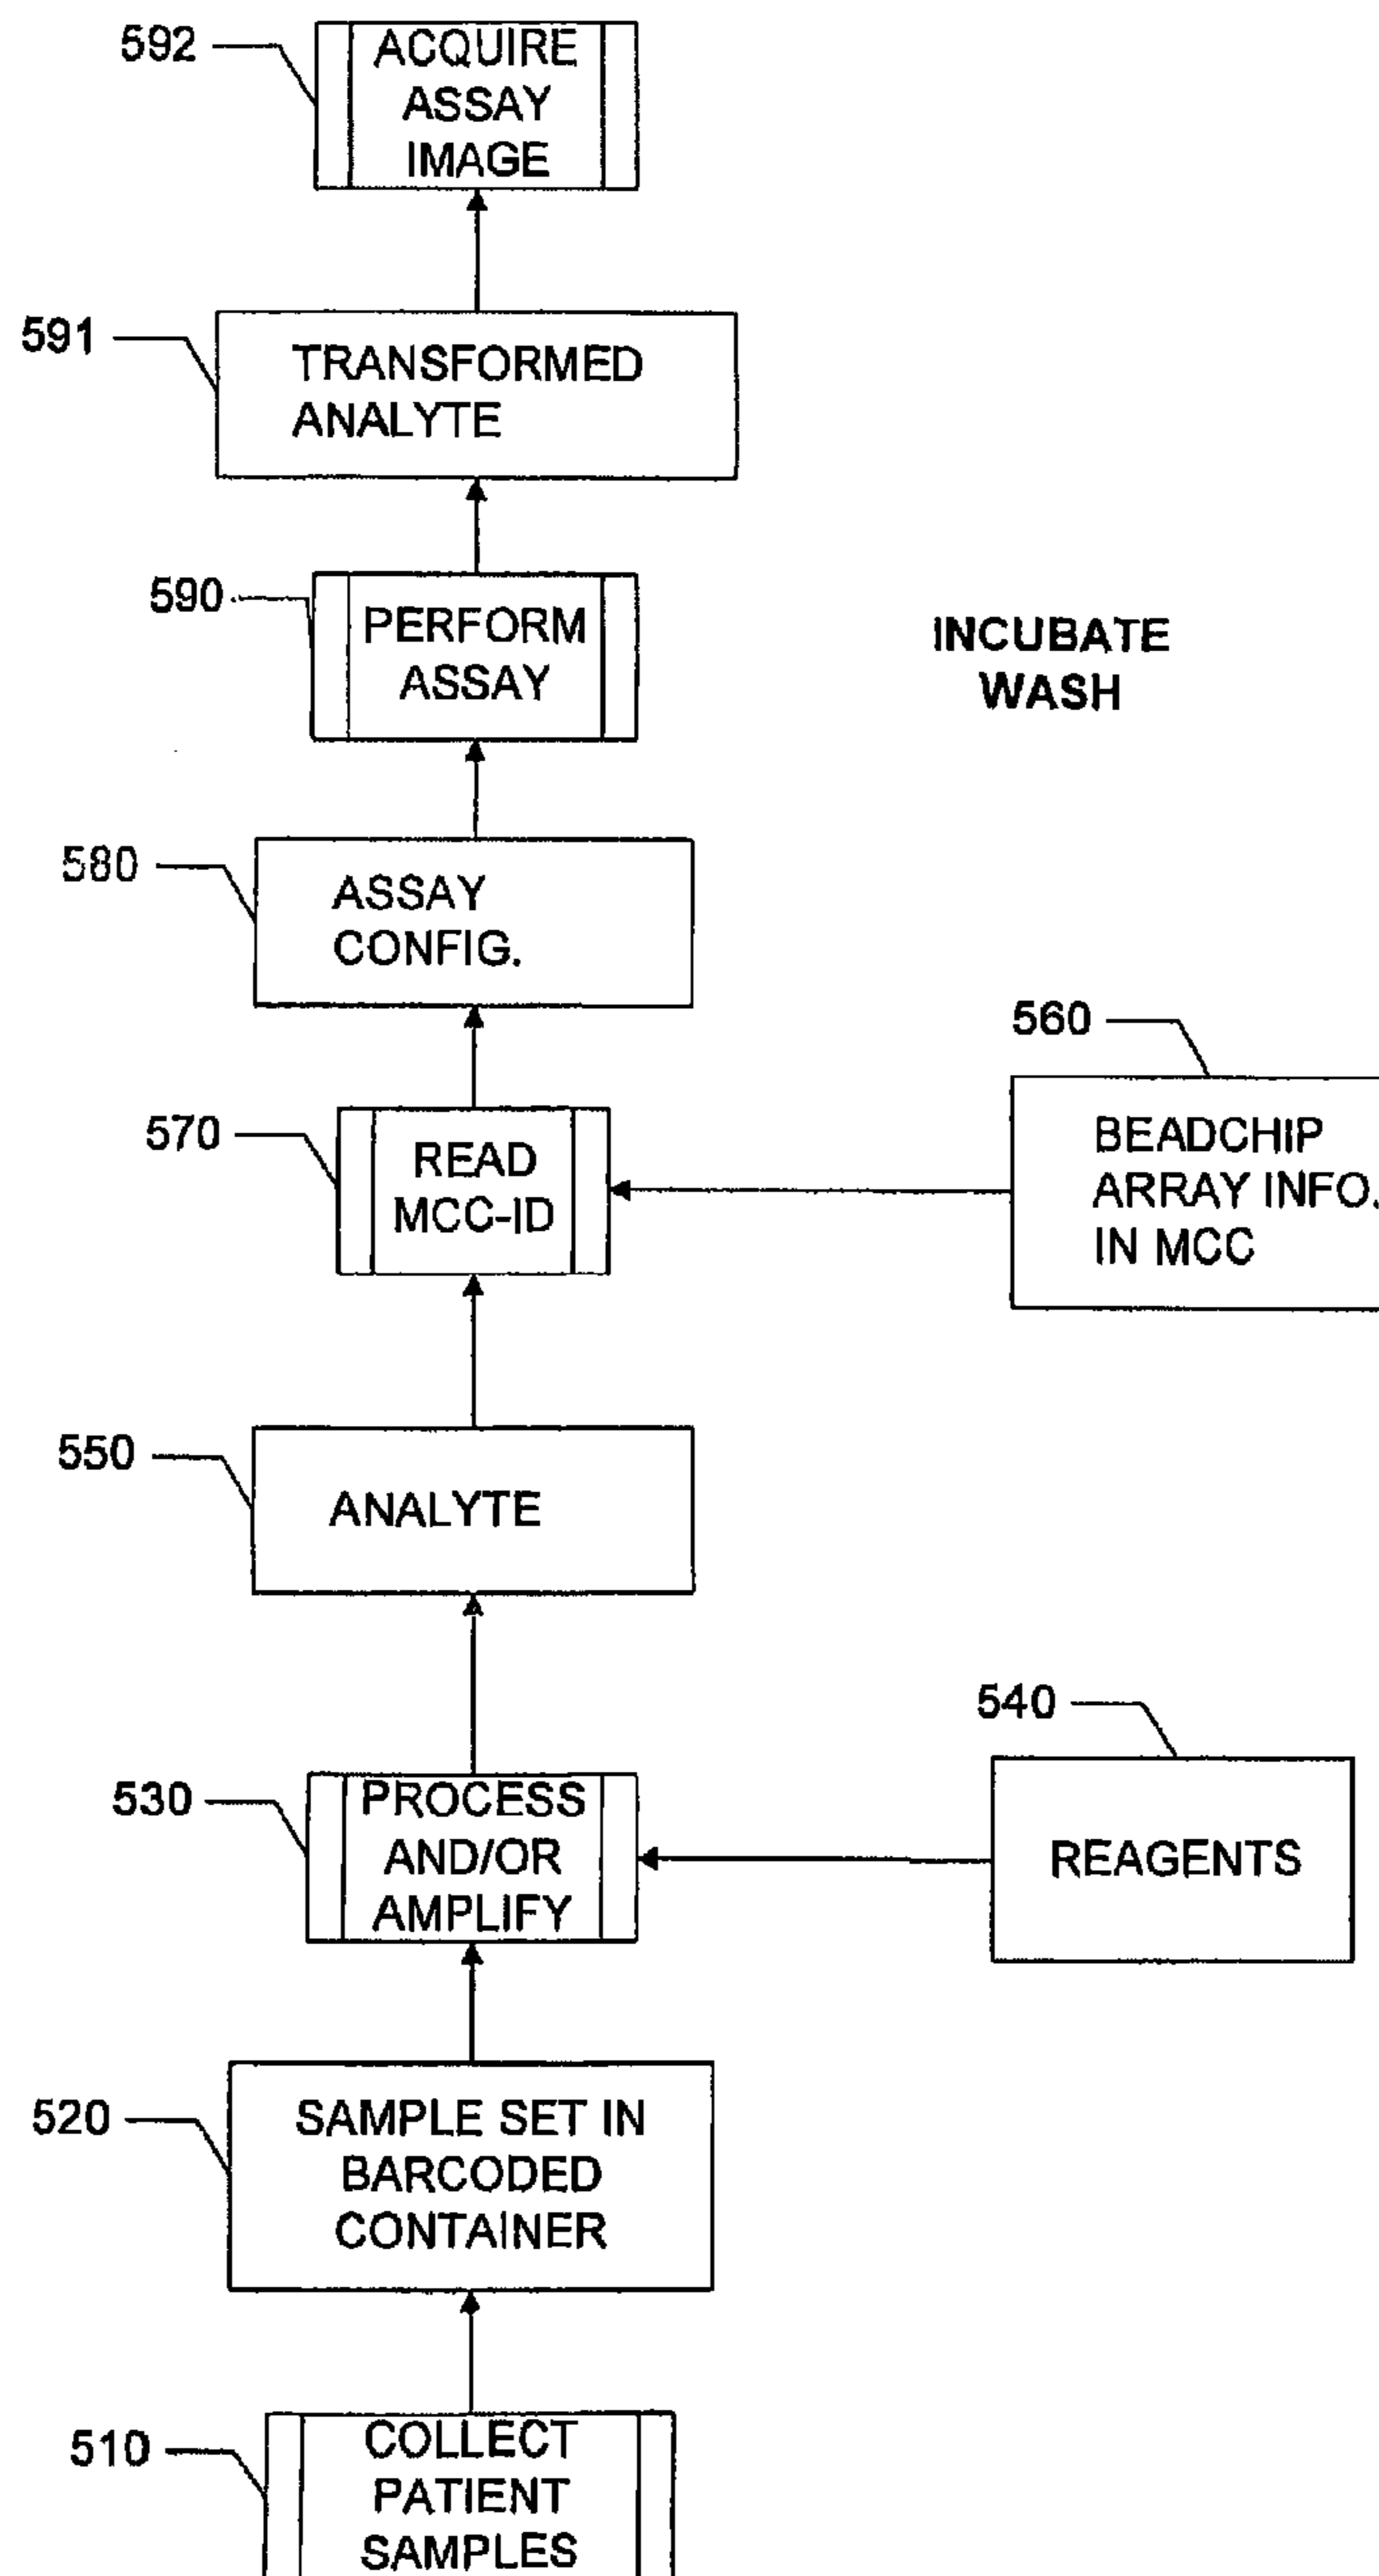 592
ACQUIRE
ASSAY
IMAGE
591
TRANSFORMED
ANALYTE
590
PERFORM
ASSAY
INCUBATE
WASH
580
ASSAY
CONFIG.
560
BEADCHIP
ARRAY INFO.
IN MCC
570
READ
MCC-ID
550
ANALYTE
540
REAGENTS
530
PROCESS
AND/OR
AMPLIFY
520
SAMPLE SET IN
BARCODED
CONTAINER
510
COLLECT
PATIENT
SAMPLES